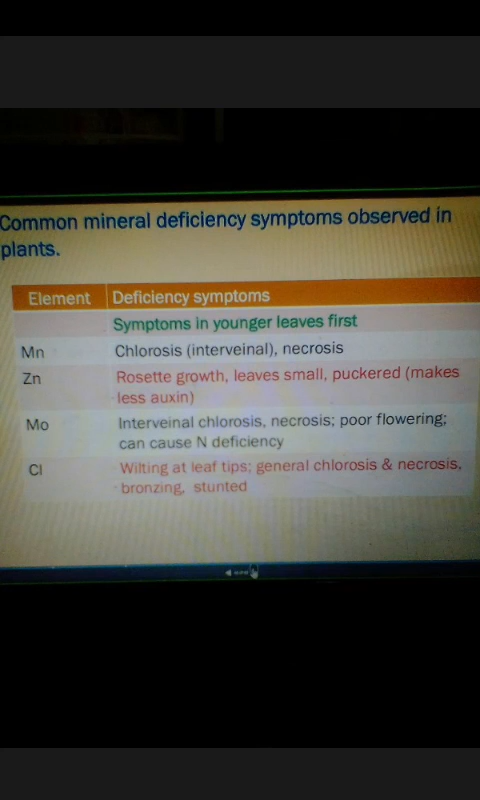 Common mineral deficiency symptoms observed in
plants.
Element Deficiency symptoms
Symptoms in younger leaves first
Mn Chlorosis (interveinal), necrosis
Zn Rosette growth, leaves small, puckered (makes
less auxin)
Mo Interveinal chlorosis, necrosis; poor flowering;
can cause N deficiency
Cl Wilting at leaf tips; general chlorosis & necrosis,
bronzing, stunted